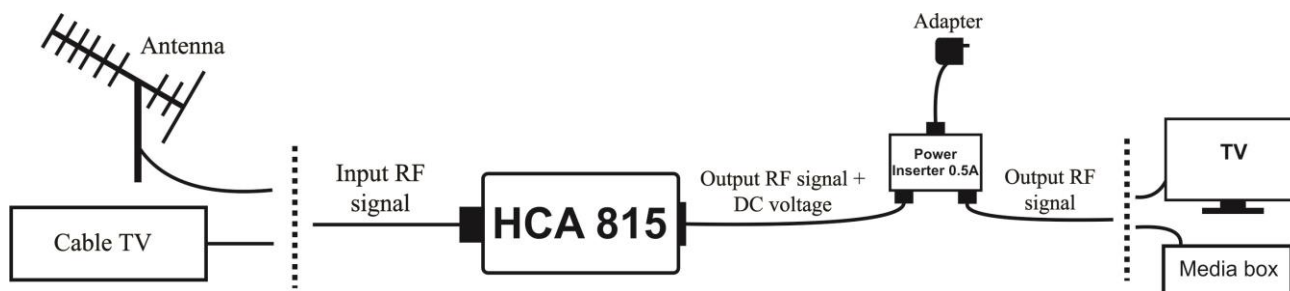 Adapter
Antenna
Power
Inserter 0.5A
TV
Input RF
signal
HCA 815
Output RF signal +
DC voltage
Output RF
signal
Cable TV
Media box